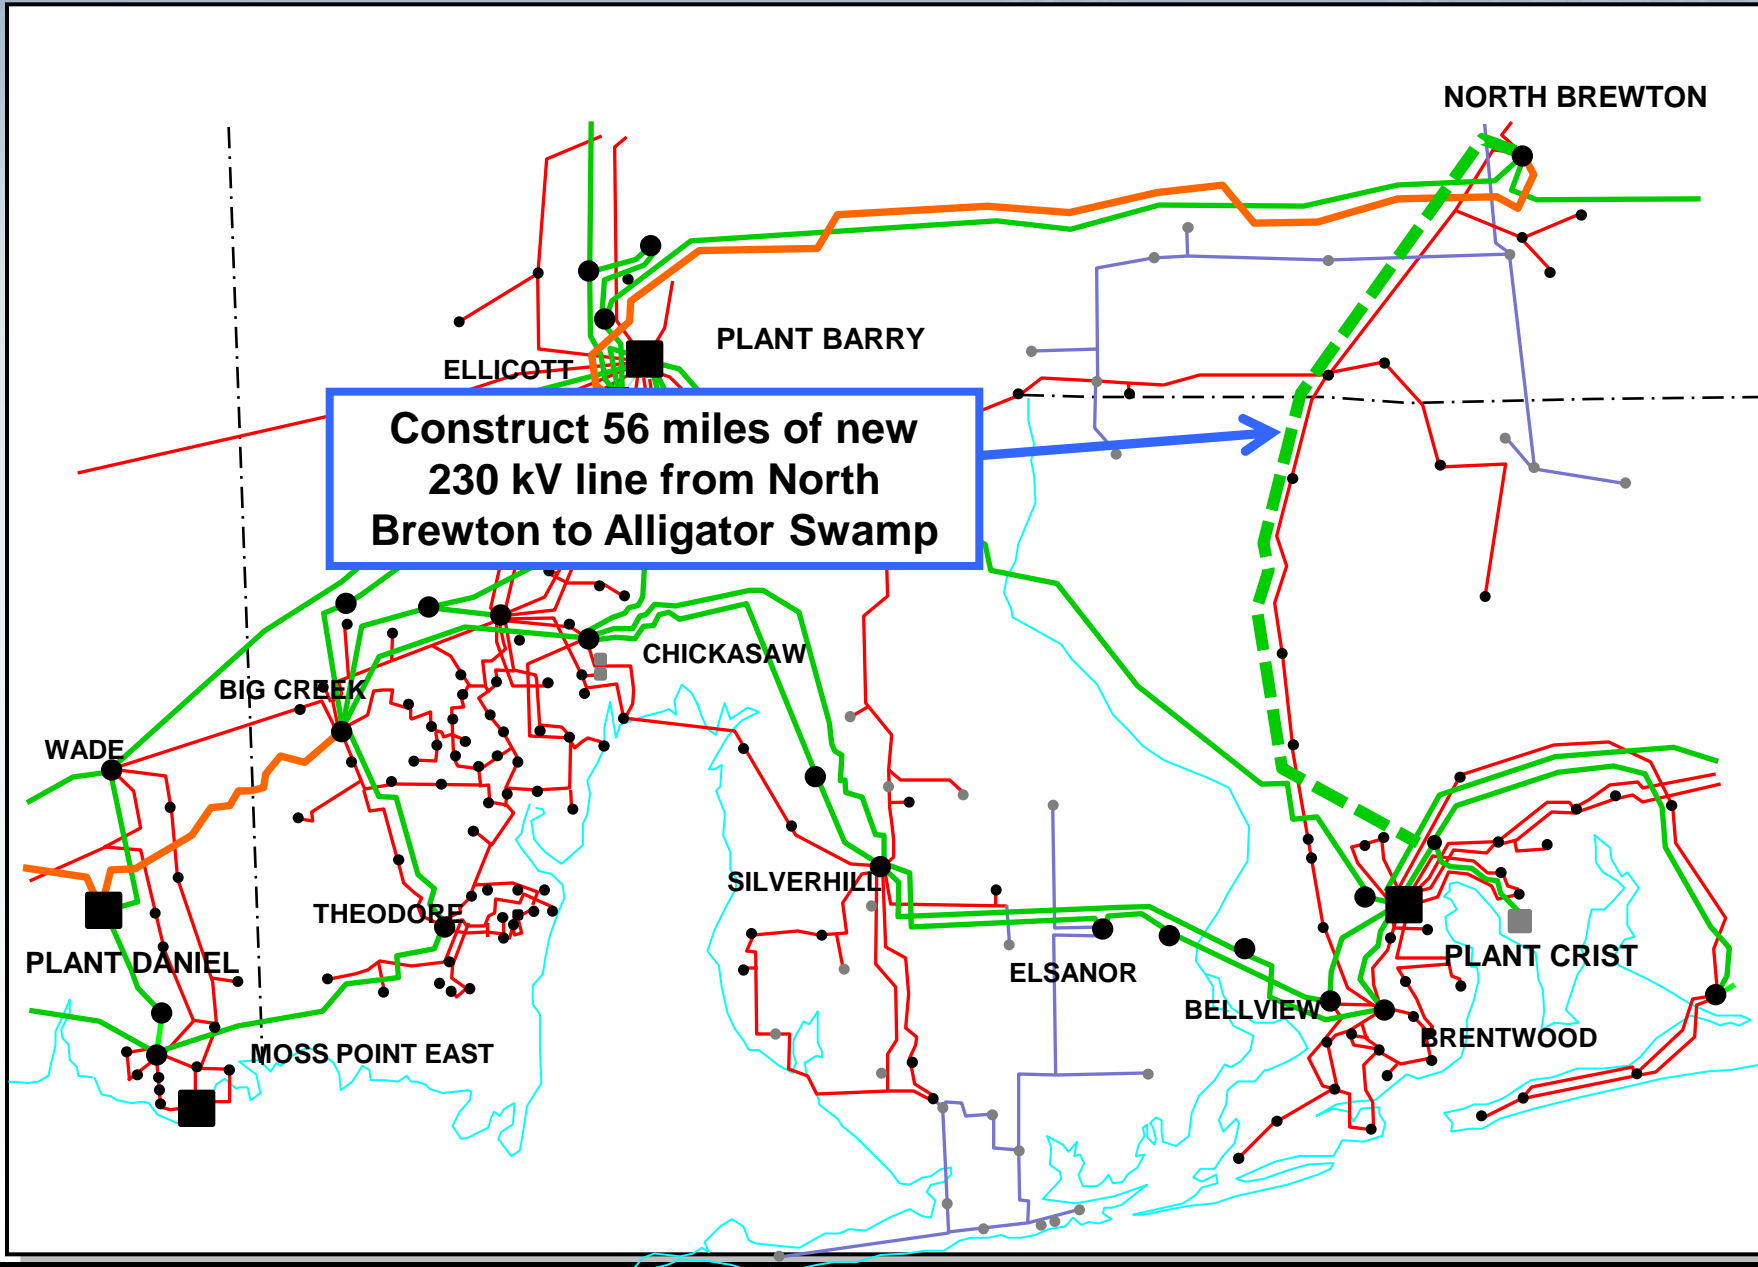 NORTH BREWTON
PLANT BARRY
ELLICOTT
Construct 56 miles of new
230 kV line from North
Brewton to Alligator Swamp
CHICKASAW
BIG CREEK
WADE
SILVERHILL
THEODORE
PLANT DANIEL
PLANT CRIST
ELSANOR
BELLVIEW
BRENTWOOD
MOSS POINT EAST